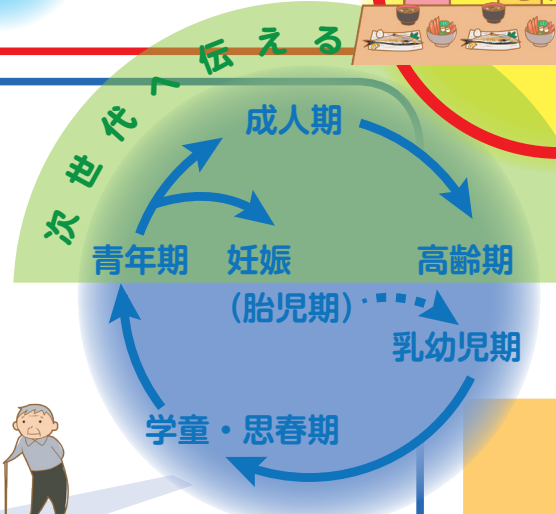 次世代へ伝える
成人期
青年期
妊娠
高齢期
（胎児期）
乳幼児期
学童・思春期